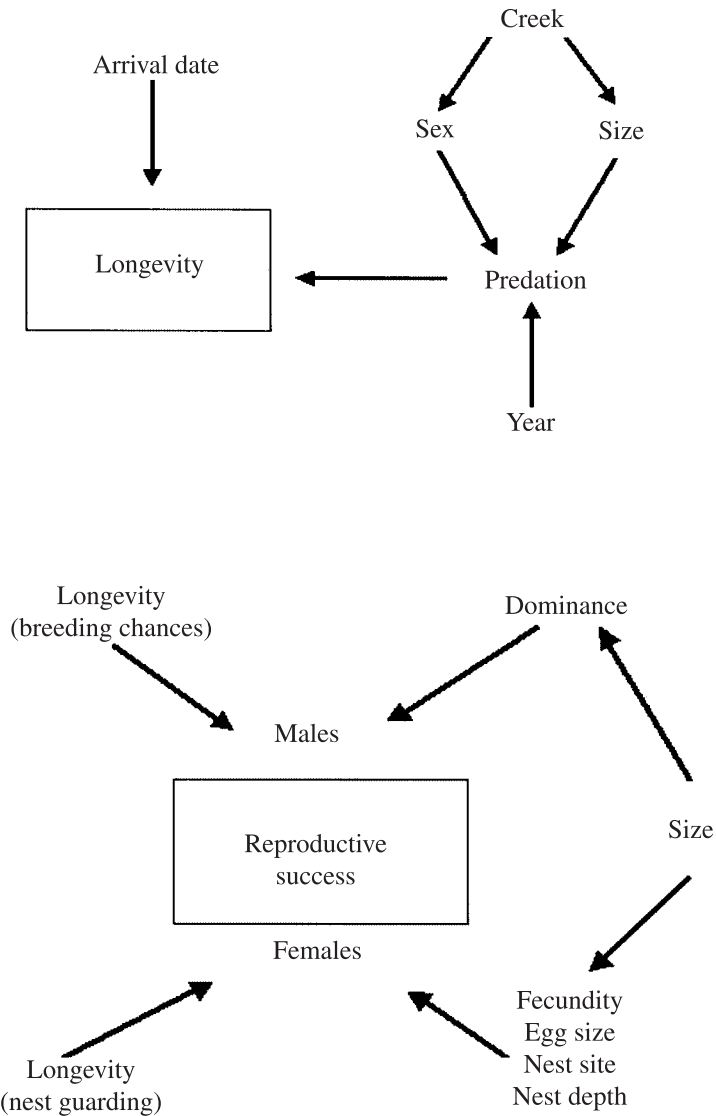 Creek
Arrival date
Sex
Size
Longevity
Predation
Year
Longevity
(breeding chances)
Dominance
Males
Size
Reproductive
success
Females
Fecundity
Egg size
Nest site
Nest depth
Longevity
(nest guarding)